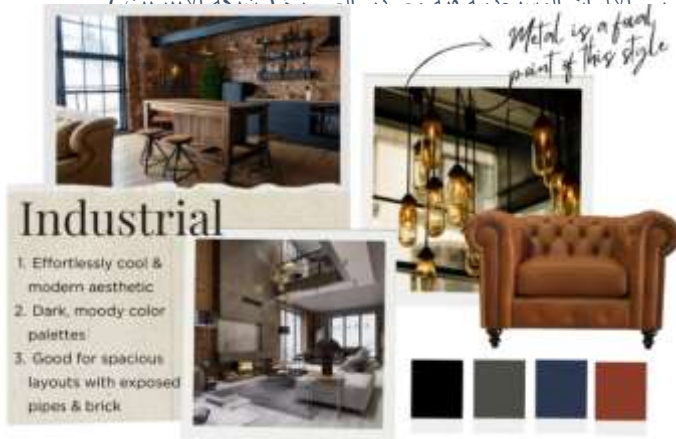 Metal is a focal
point of this style
Industrial
1. Effortlessly cool &
modern aesthetic
2. Dark, moody color
palettes
3. Good for spacious
layouts with exposed
pipes & brick